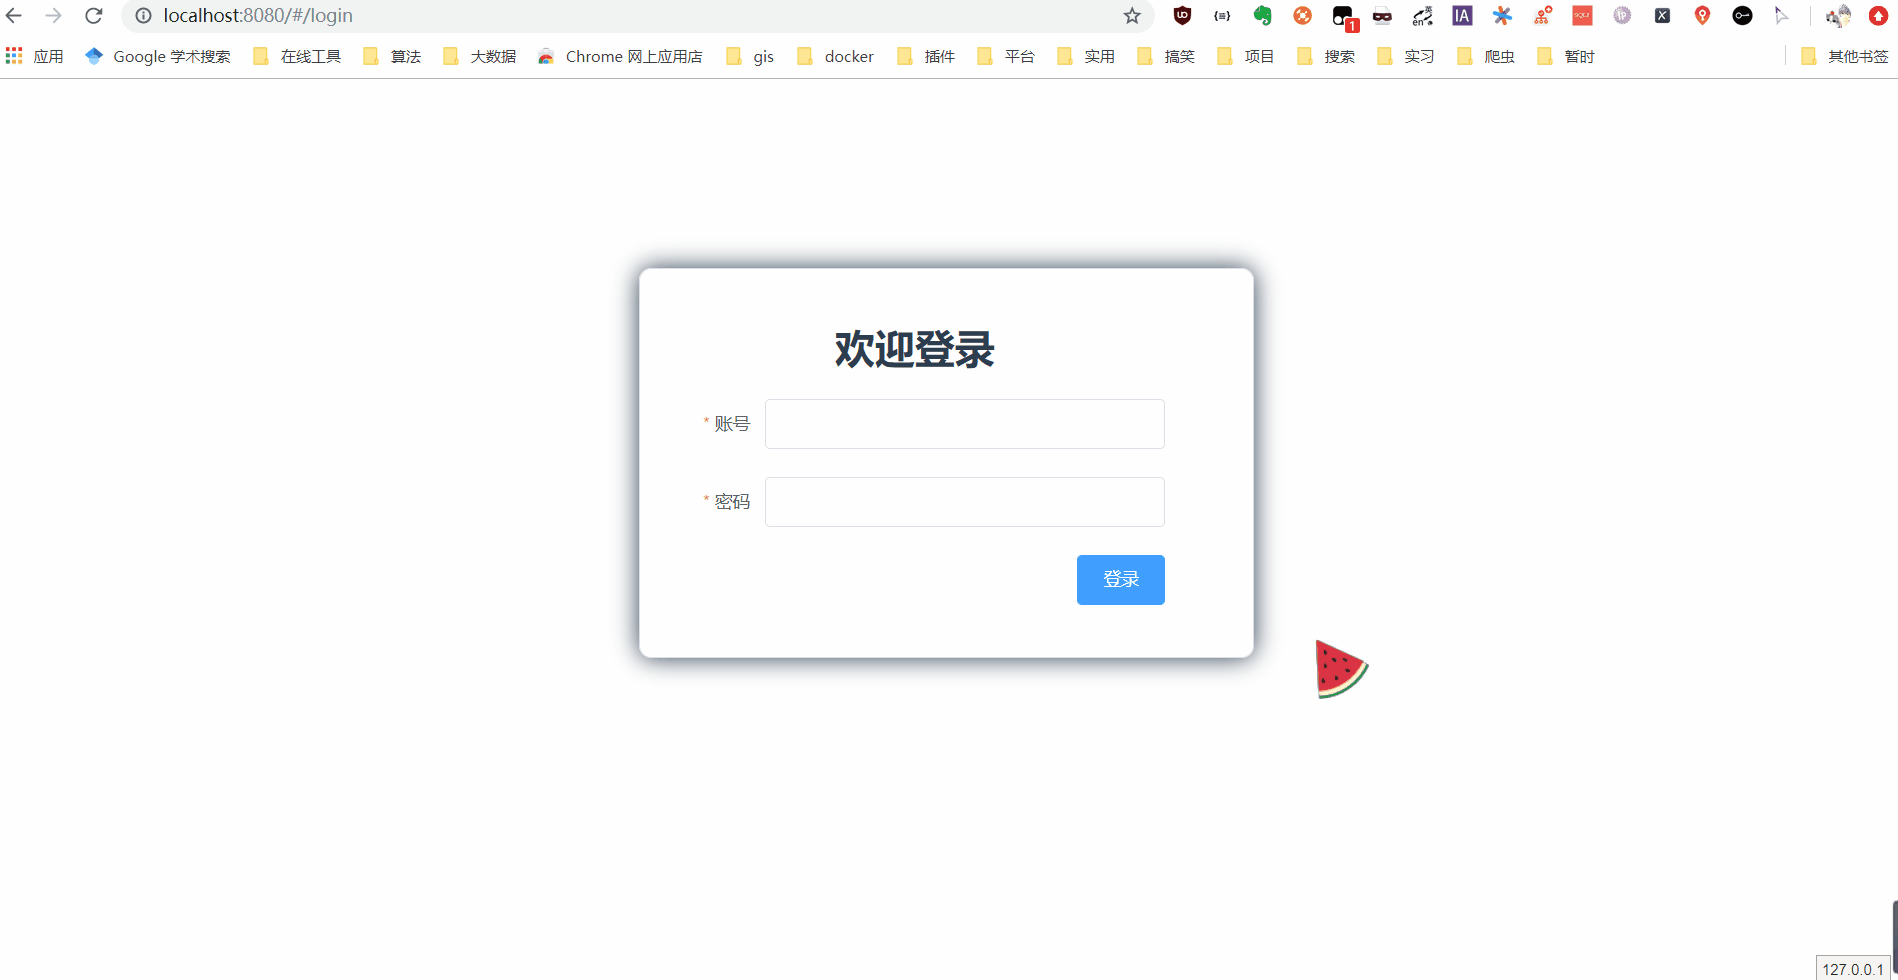 localhost:8080/#/login
1
应用 Google 学术搜索 在线工具 算法 大数据 Chrome 网上应用店 gis docker 插件 平台 实用 搞笑 项目 搜索 实习 爬虫 暂时 其他书签
欢迎登录
* 账号
* 密码
登录
127.0.0.1